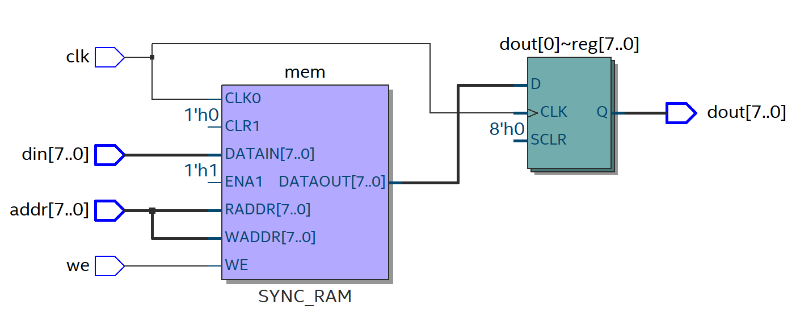 dout[0]~reg[7..0]
clk
mem
D
CLK0
1'h0
CLR1
CLK
Q
dout[7..0]
8'h0
SCLR
din[7..0]
DATAIN[7..0]
1'h1
ENA1
DATAOUT[7..0]
addr[7..0]
RADDR[7..0]
WADDR[7..0]
we
WE
SYNC_RAM